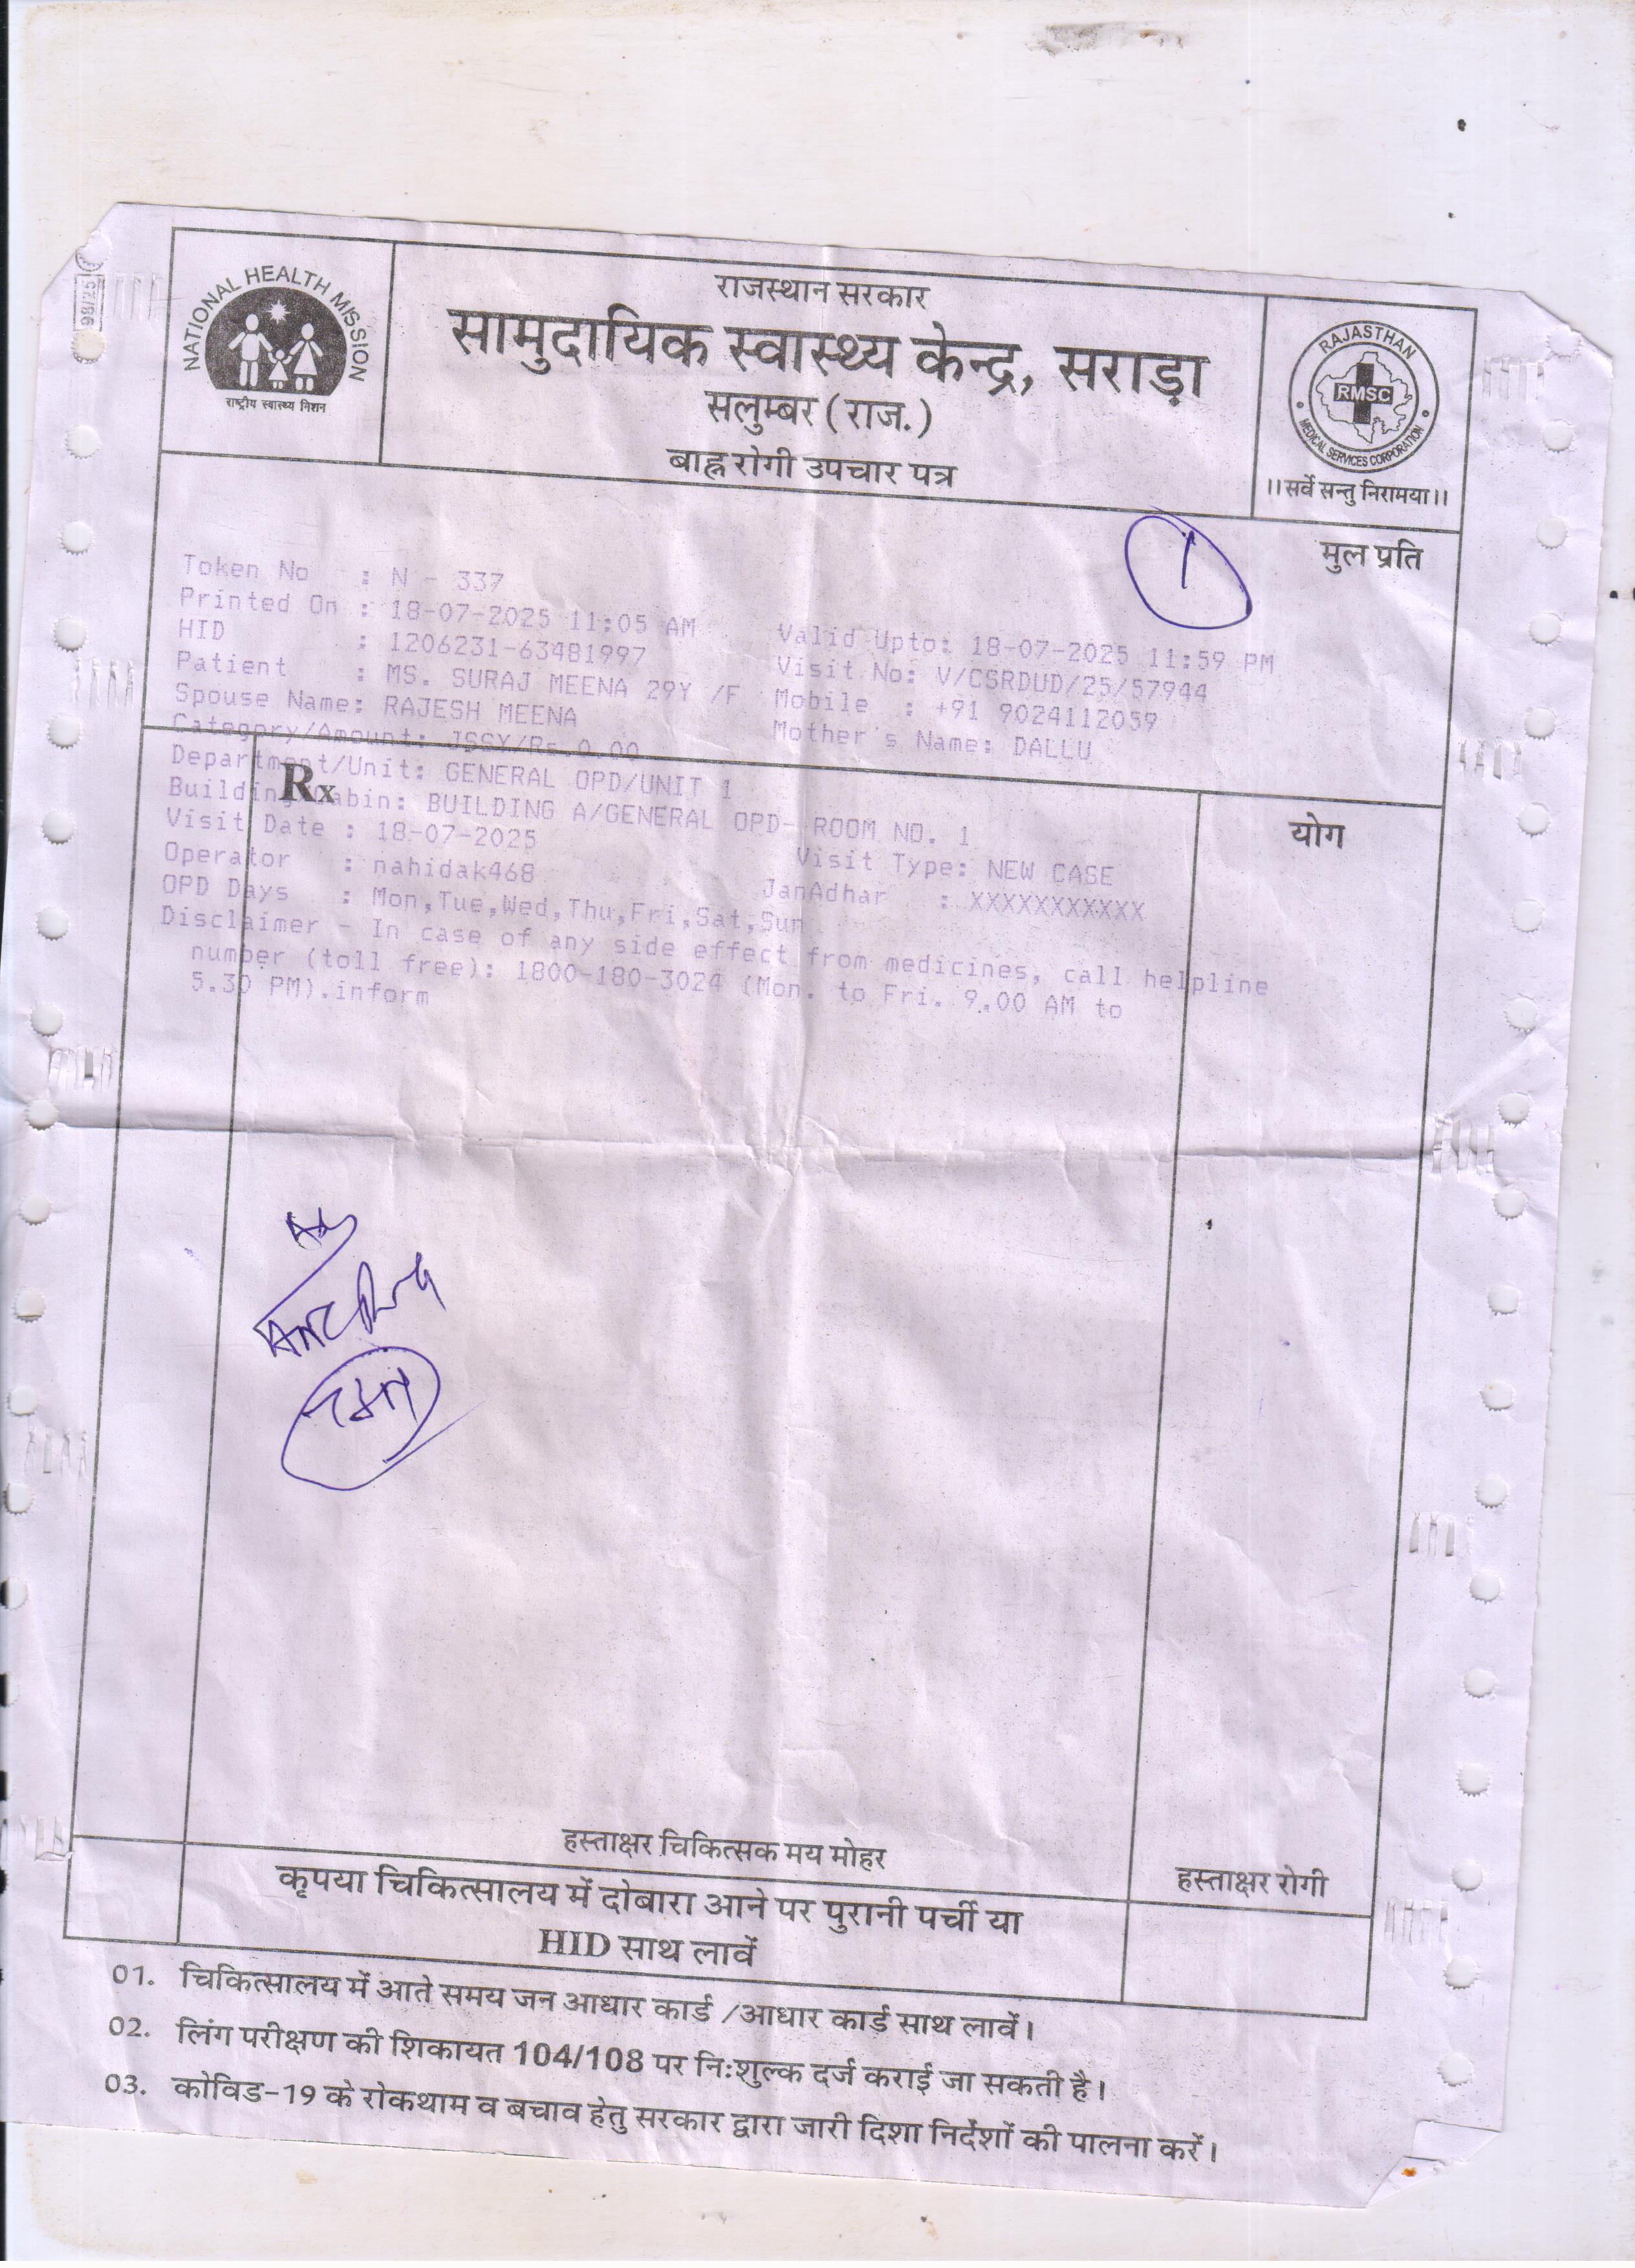 98/25
NATIONAL HEALTH MISSION
राष्ट्रीय स्वास्थ्य मिशन
राजस्थान सरकार
सामुदायिक स्वास्थ्य केन्द्र, सराड़ा
सलुम्बर ( राज. )
बाह्न रोगी उपचार पत्र
RAJASTHAN
RMSC
MEDICAL SERVICES CORPORATION
।।सर्वे सन्तु निरामया।।
मुल प्रति
1
Token No : N - 337
Printed On : 18-07-2025 11:05 AM Valid Upto: 18-07-2025 11:59 PM
HID : 1206231-63481997 Visit No: V/CSRDUD/25/57944
Patient : MS. SURAJ MEENA 29Y /F Mobile : +91 9024112059
Spouse Name: RAJESH MEENA Mother's Name: DALLU
Category/Amount: JSSY/Rs.0.00
Department/Unit: GENERAL OPD/UNIT 1
Rx
Building/Cabin: BUILDING A/GENERAL OPD- ROOM NO. 1
योग
Visit Date : 18-07-2025 Visit Type: NEW CASE
Operator : nahidak468 JanAdhar : XXXXXXXXXXX
OPD Days : Mon,Tue,Wed,Thu,Fri,Sat,Sun
Disclaimer - In case of any side effect from medicines, call helpline
number (toll free): 1800-180-3024 (Mon. to Fri. 9.00 AM to
5.30 PM).inform
Adv
ANC
हस्ताक्षर चिकित्सक मय मोहर
हस्ताक्षर रोगी
कृपया चिकित्सालय में दोबारा आने पर पुरानी पर्ची या
HID साथ लावें
01. चिकित्सालय में आते समय जन आधार कार्ड /आधार कार्ड साथ लावें।
02. लिंग परीक्षण की शिकायत 104/108 पर निःशुल्क दर्ज कराई जा सकती है।
03. कोविड-19 के रोकथाम व बचाव हेतु सरकार द्वारा जारी दिशा निर्देशों की पालना करें।